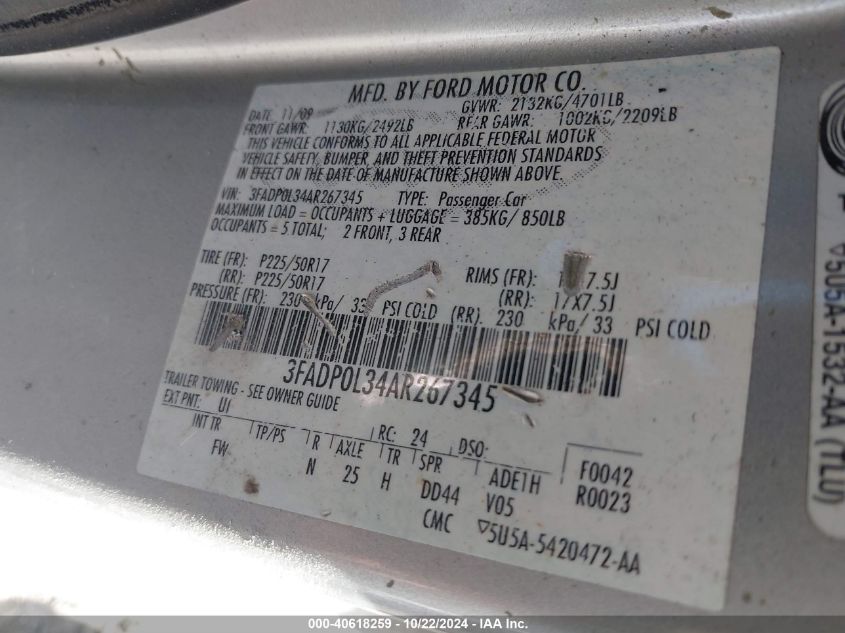 MFD. BY FORD MOTOR CO.
DATE 11/09 GVWR: 2132KG/4701LB
FRONT GAWR: 1130KG/2492LB REAR GAWR: 1002KG/2209LB
THIS VEHICLE CONFORMS TO ALL APPLICABLE FEDERAL MOTOR
VEHICLE SAFETY, BUMPER, AND THEFT PREVENTION STANDARDS
IN EFFECT ON THE DATE OF MANUFACTURE SHOWN ABOVE.
VIN: 3FADP0L34AR267345 TYPE: Passenger Car
MAXIMUM LOAD = OCCUPANTS + LUGGAGE = 385KG/ 850LB
OCCUPANTS = 5 TOTAL; 2 FRONT, 3 REAR
TIRE (FR): P225/50R17 RIMS (FR): 7.5J
(RR): P225/50R17 (RR): 17X7.5J
PRESSURE (FR): 230 kPa/ 33 PSI COLD (RR). 230 kPa/ 33 PSI COLD
3FADP0L34AR267345
TRAILER TOWING - SEE OWNER GUIDE
EXT PNT: UI RC: 24 DSO:
INT TR TP/PS R AXLE TR SPR ADE1H F0042
FW N 25 H DD44 V05 R0023
CMC ▽5U5A-5420472-AA
▽5U5A-1532-AA (TLU)
000-40618259 - 10/22/2024 - IAA Inc.